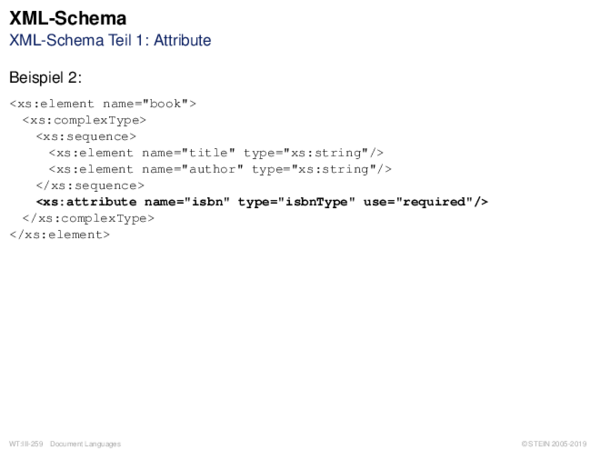 XML-Schema
XML-Schema Teil 1: Attribute
Beispiel 2:
<xs:element name="book">
<xs:complexType>
<xs:sequence>
<xs:element name="title" type="xs:string"/>
<xs:element name="author" type="xs:string"/>
</xs:sequence>
<xs:attribute name="isbn" type="isbnType" use="required"/>
</xs:complexType>
</xs:element>
WT:III-259 Document Languages
© STEIN 2005-2019